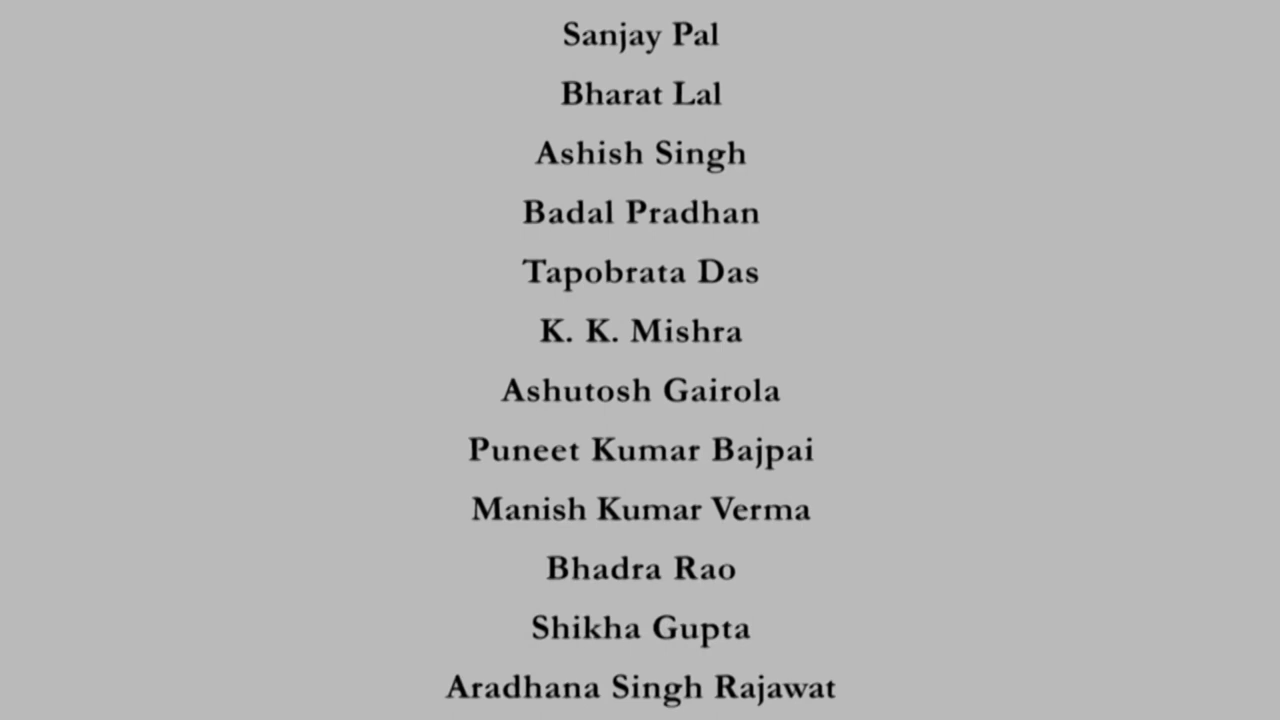 Sanjay Pal
Bharat Lal
Ashish Singh
Badal Pradhan
Tapobrata Das
K. K. Mishra
Ashutosh Gairola
Puneet Kumar Bajpai
Manish Kumar Verma
Bhadra Rao
Shikha Gupta
Aradhana Singh Rajawat